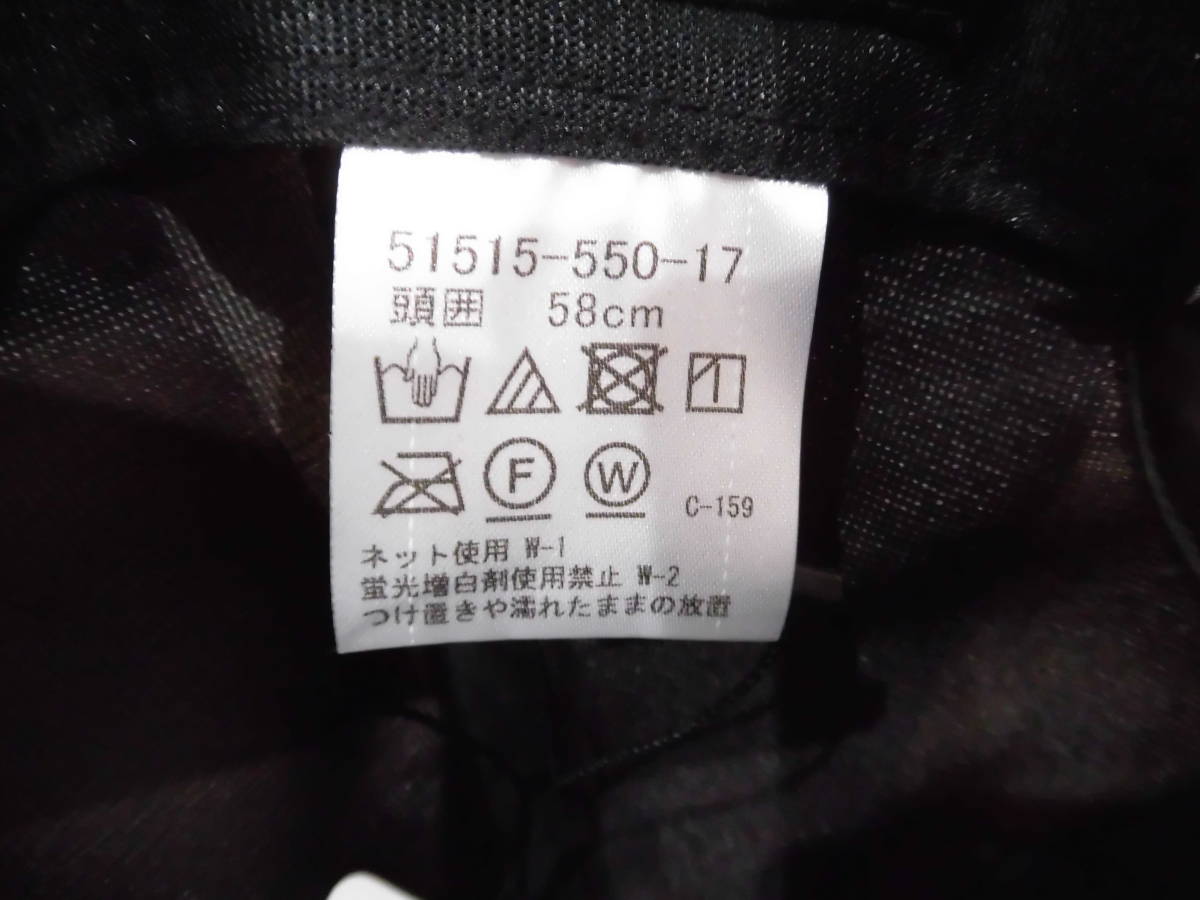 51515-550-17
頭囲 58cm
F W C-159
ネット使用 W-1
蛍光増白剤使用禁止 W-2
つけ置きや濡れたままの放置